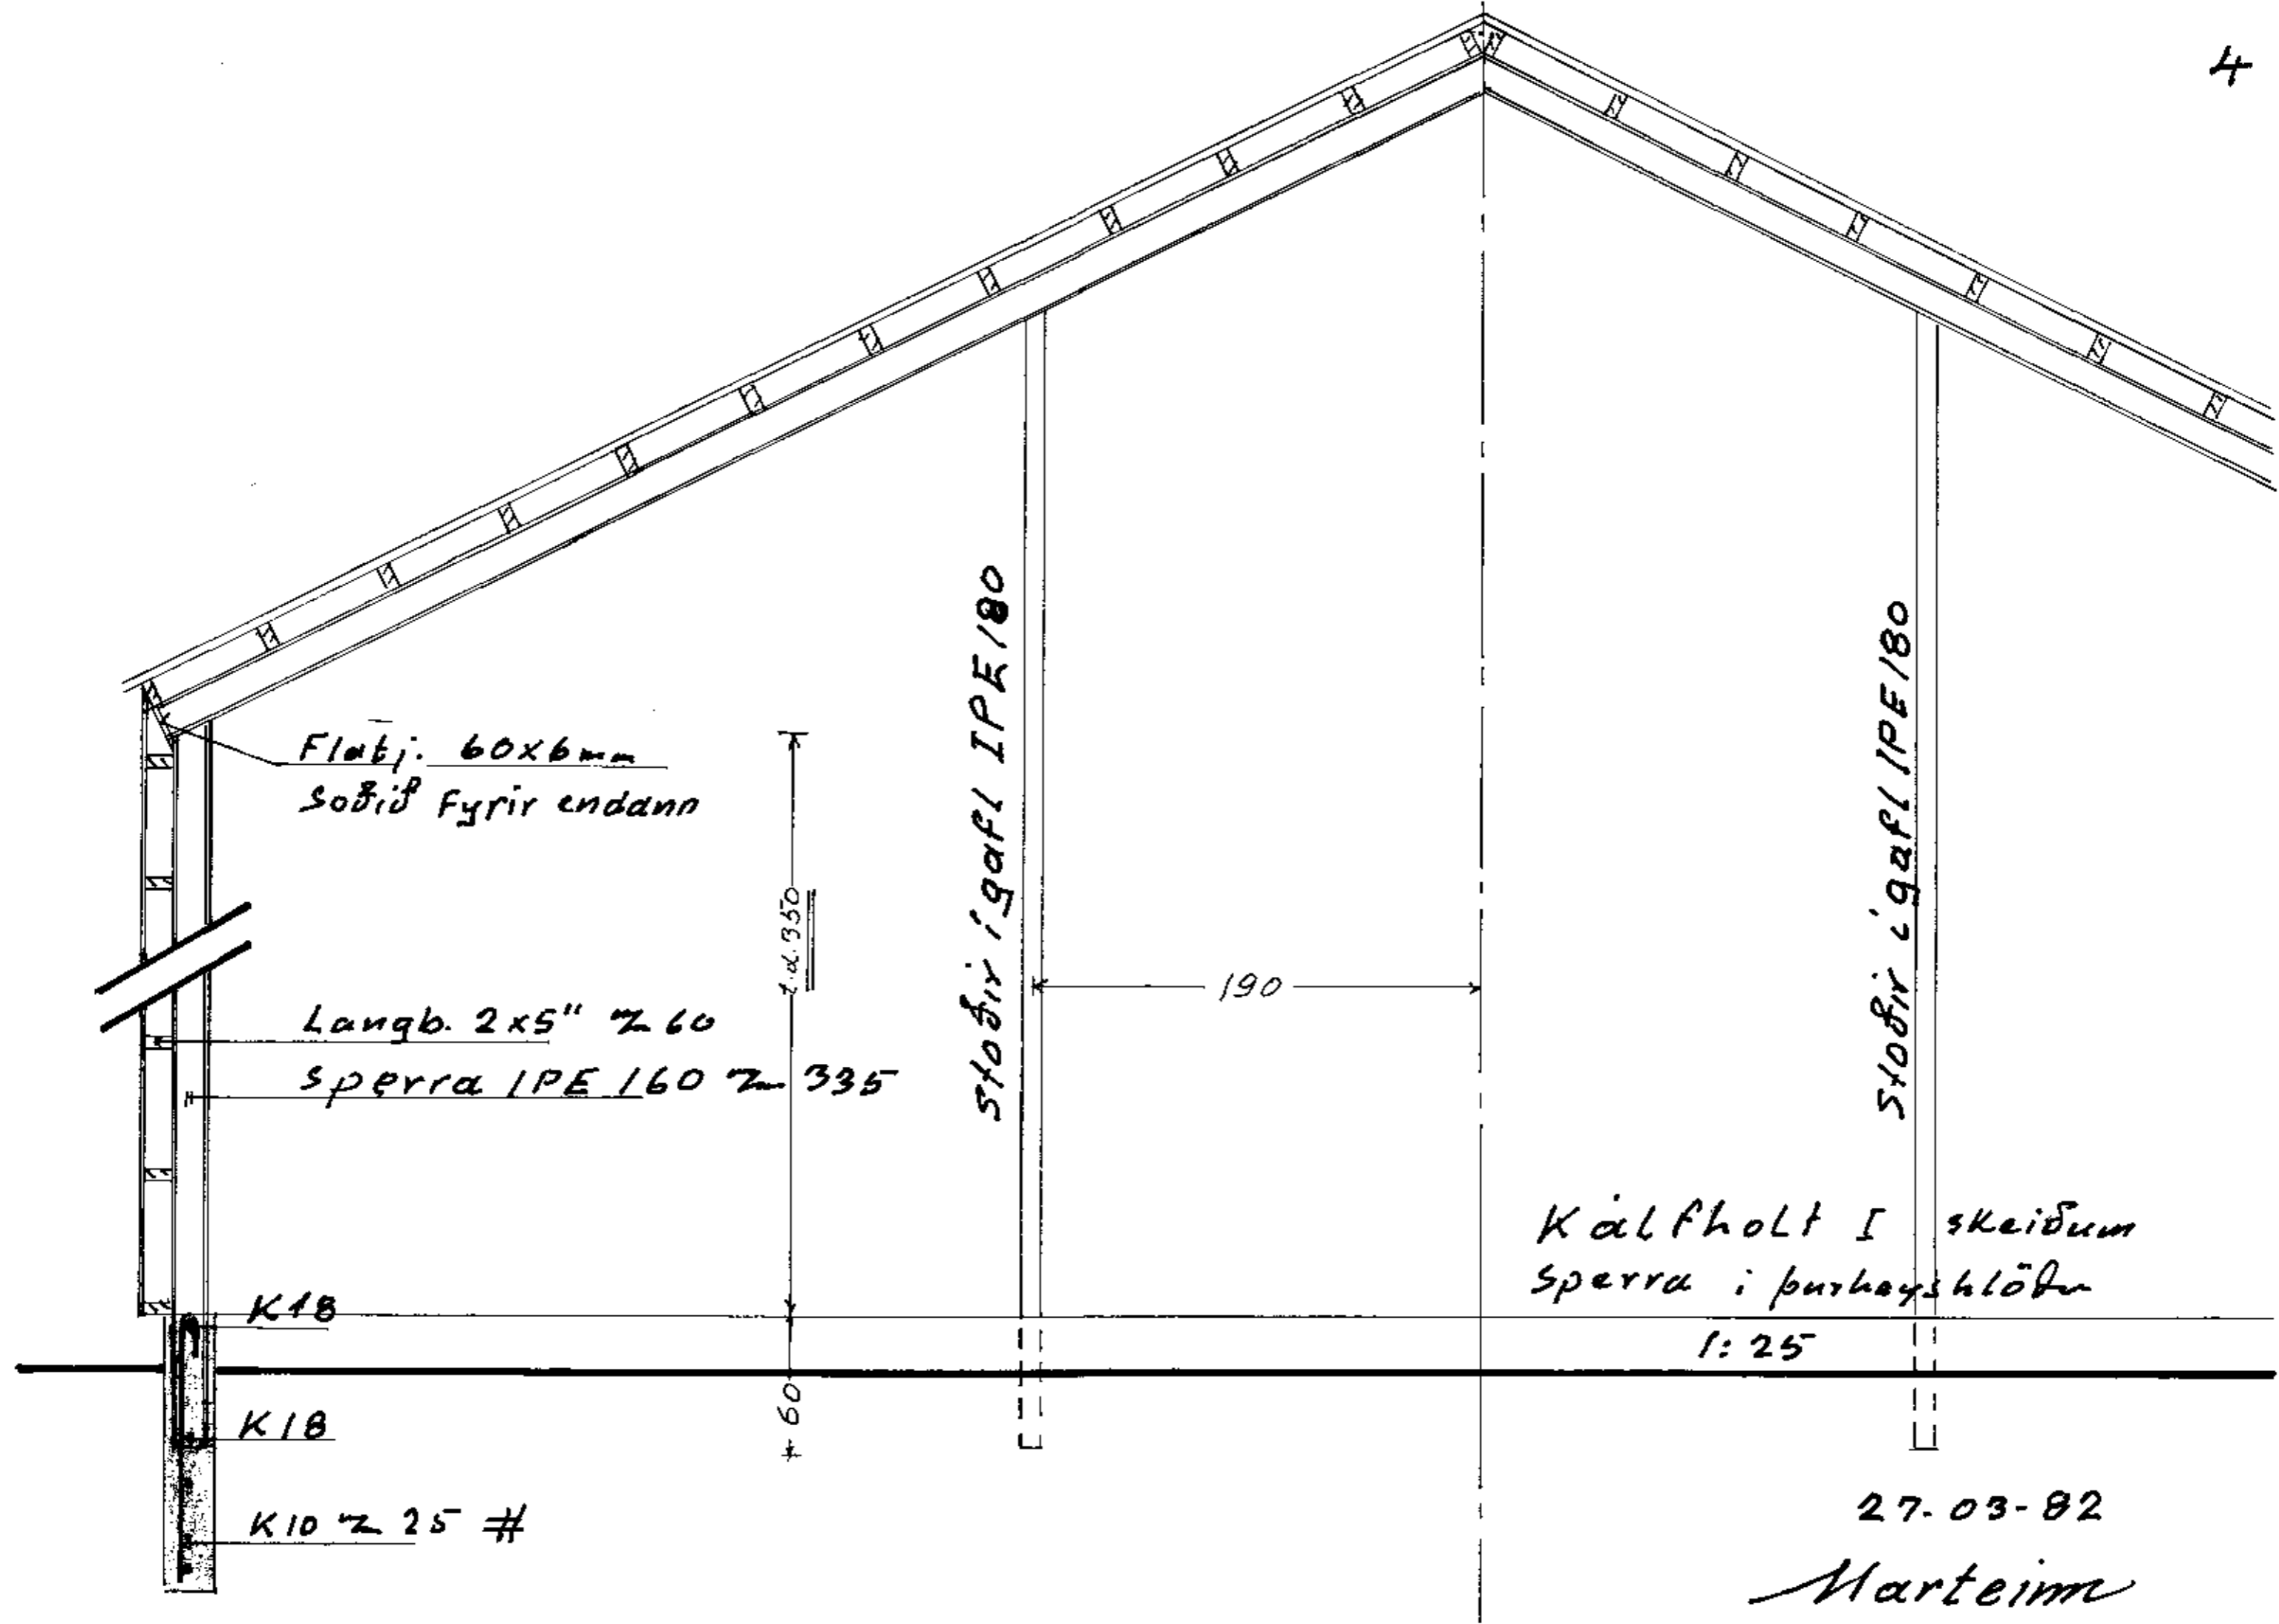 4
Flatj. 60x6mm
Soðið Fyrir endann
stoðir í gafl IPE 180
stoðir í gafl IPE 180
t.d. 350
190
Langb. 2x5" 60
sperra IPE 160 335
Kálfholt I skeiðum
sperra i þurheyshlöðu
1:25
K18
60
K18
K10 25 #
27-03-82
Marteinn